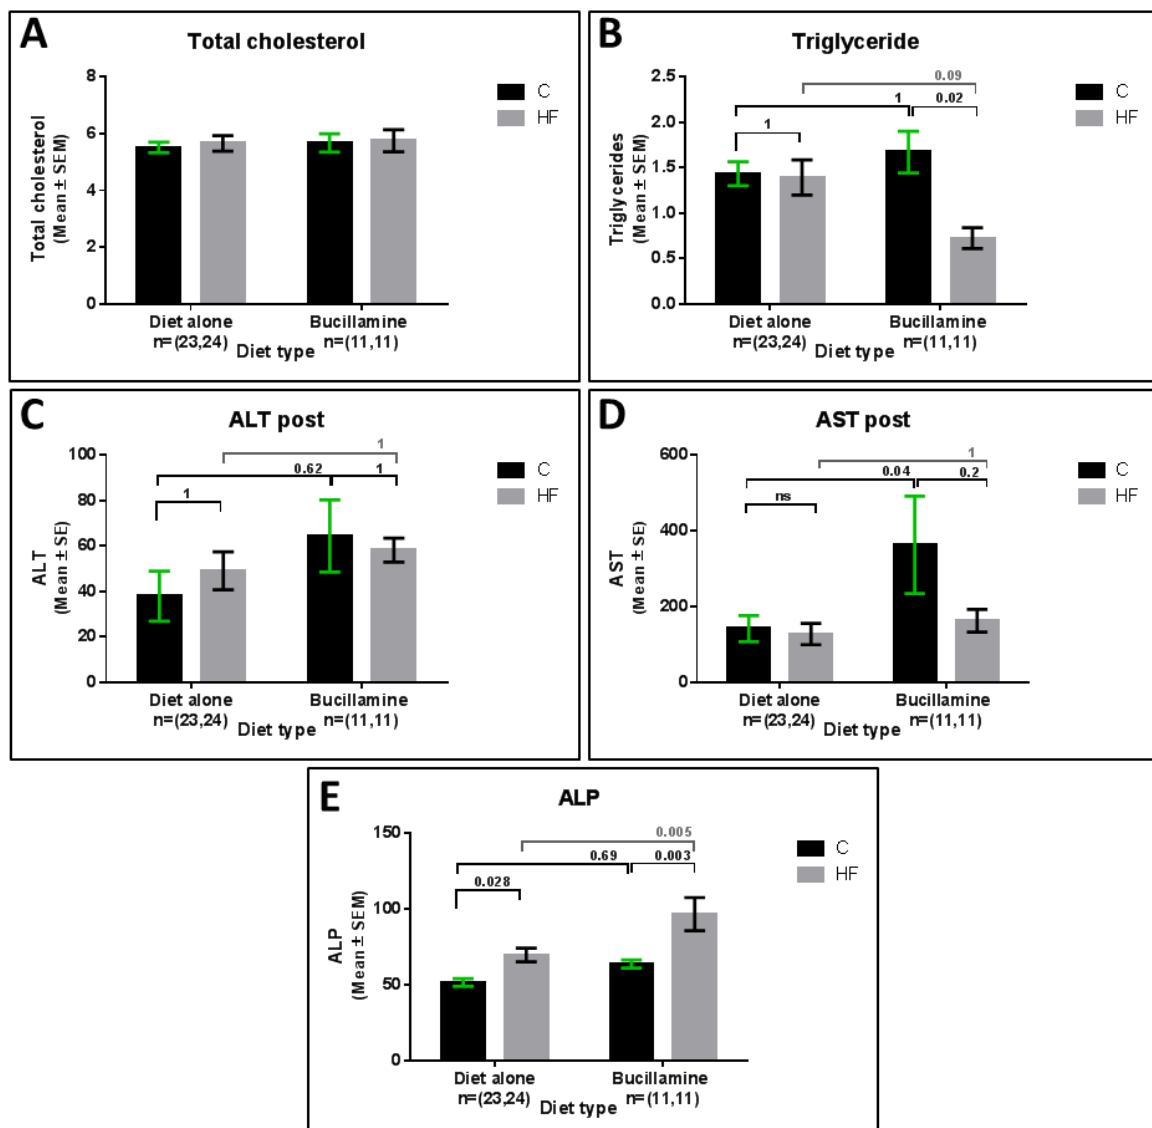 A
Total cholesterol
Total cholesterol
(Mean ± SEM)
8
6
4
2
0
C
HF
Diet alone
n=(23,24)
Bucillamine
n=(11,11)
Diet type
B
Triglyceride
Triglycerides
(Mean ± SEM)
2.5
2.0
1.5
1.0
0.5
0.0
0.09
1
0.02
1
C
HF
Diet alone
n=(23,24)
Bucillamine
n=(11,11)
Diet type
C
ALT post
ALT
(Mean ± SE)
100
80
60
40
20
0
1
0.62
1
1
C
HF
Diet alone
n=(23,24)
Bucillamine
n=(11,11)
Diet type
D
AST post
AST
(Mean ± SE)
600
400
200
0
1
0.04
0.2
ns
C
HF
Diet alone
n=(23,24)
Bucillamine
n=(11,11)
Diet type
E
ALP
ALP
(Mean ± SEM)
150
100
50
0
0.005
0.69
0.003
0.028
C
HF
Diet alone
n=(23,24)
Bucillamine
n=(11,11)
Diet type